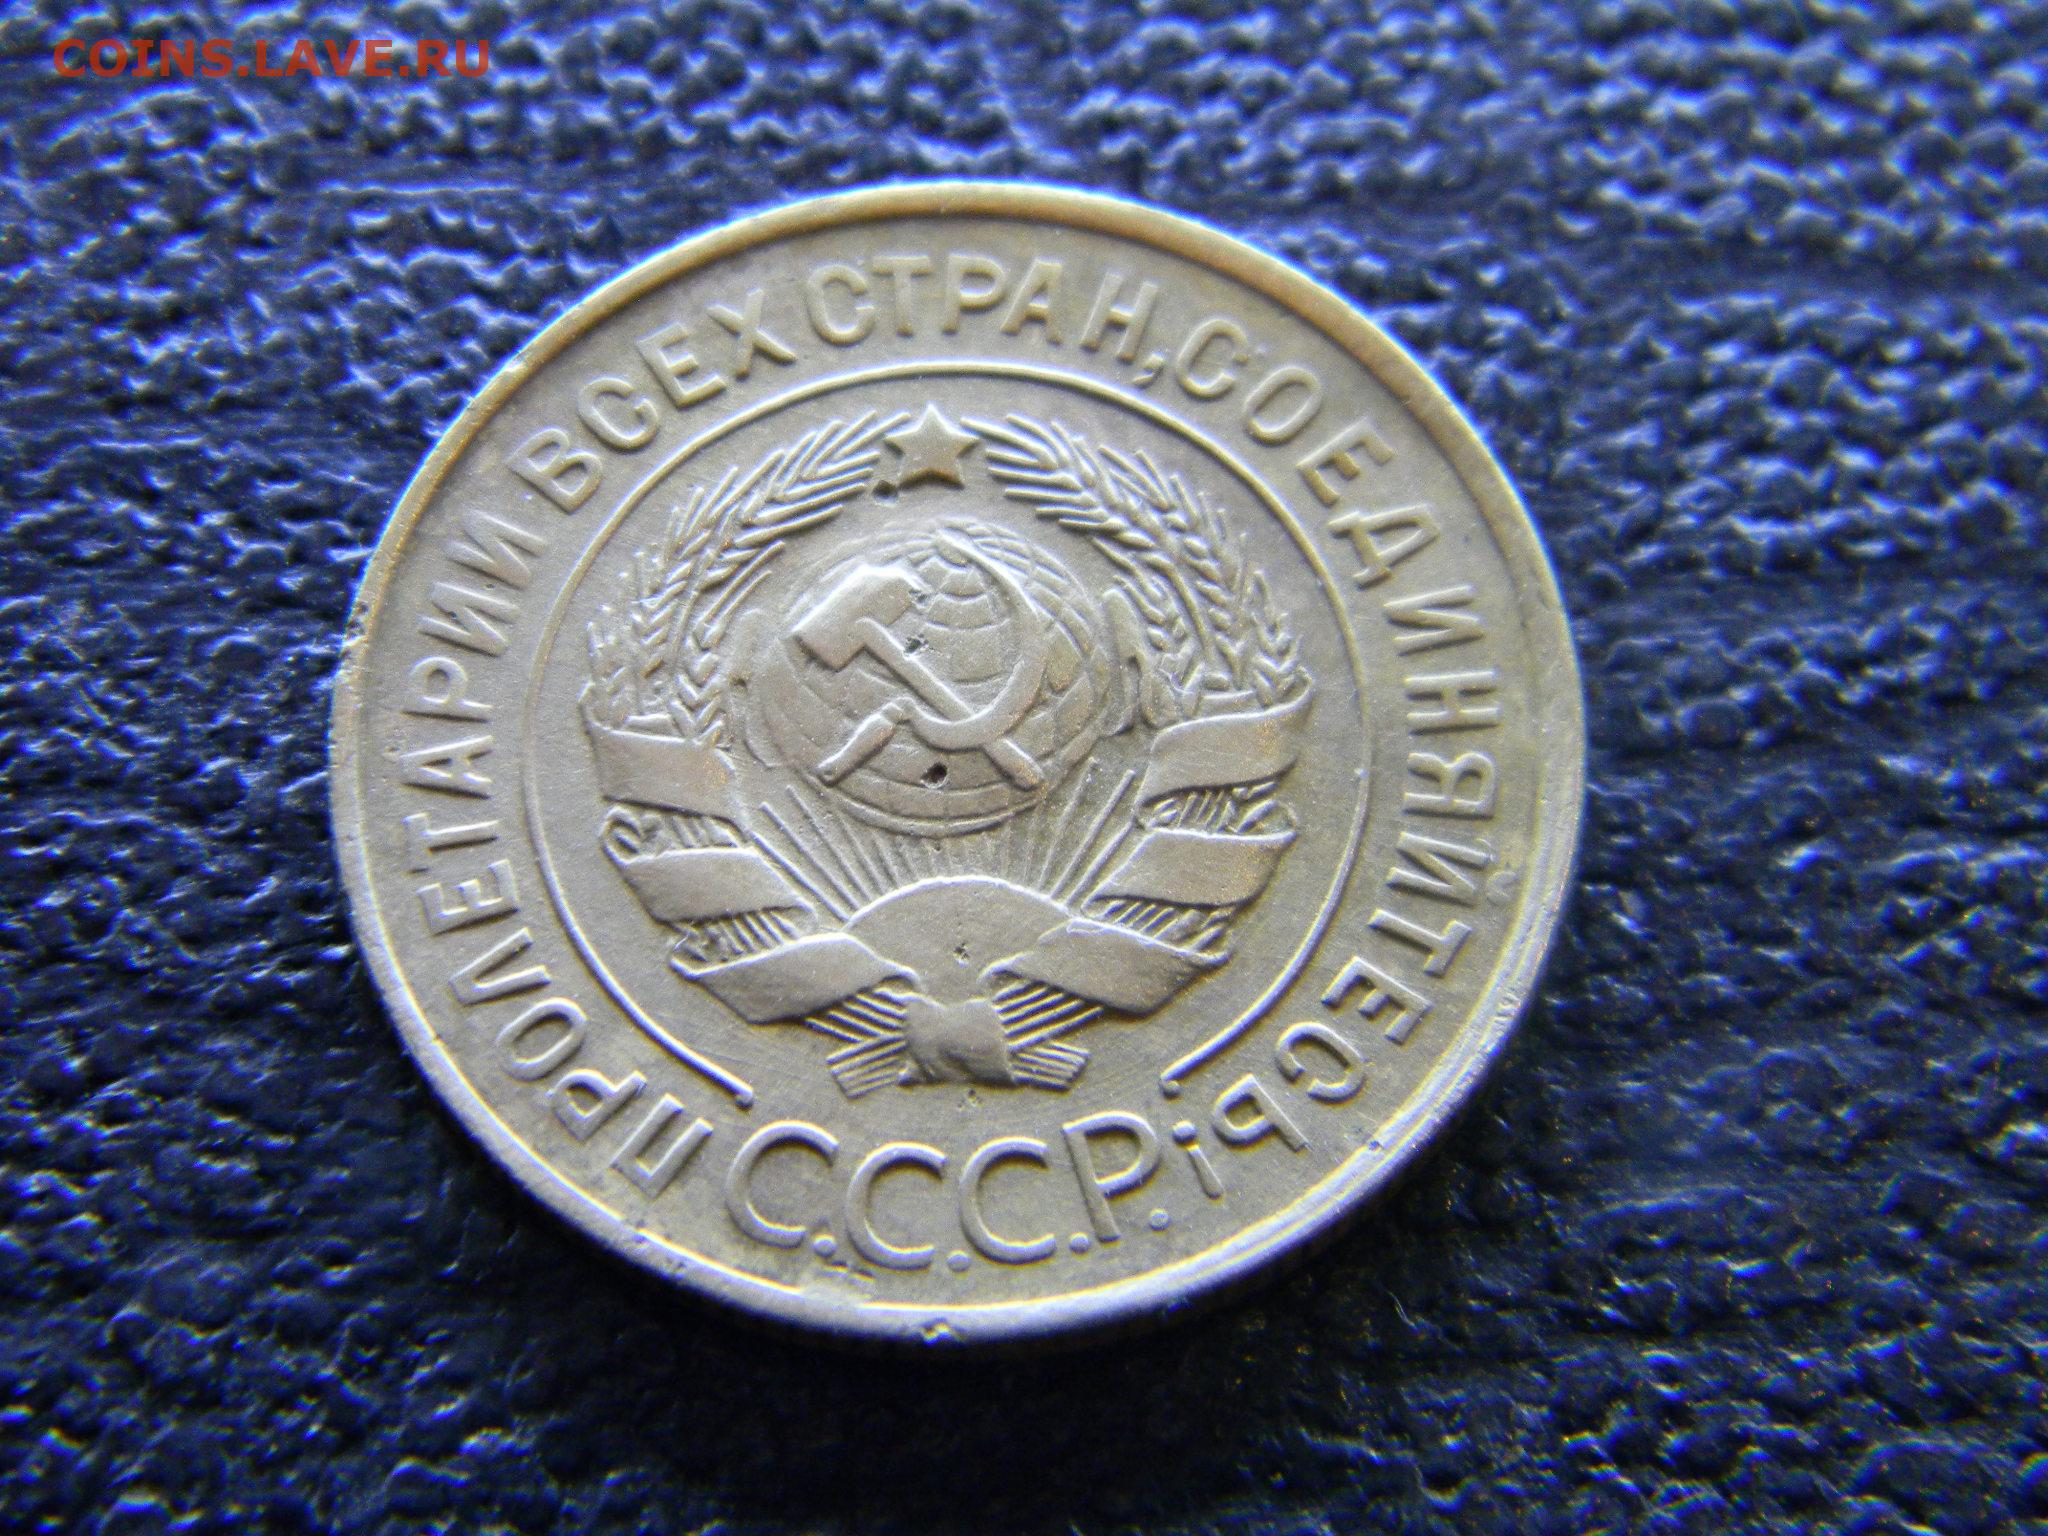 COINS.LAVE.RU
ПРОЛЕТАРИИ ВСЕХ СТРАН, СОЕДИНЯЙТЕСЬ!
С.С.С.Р.